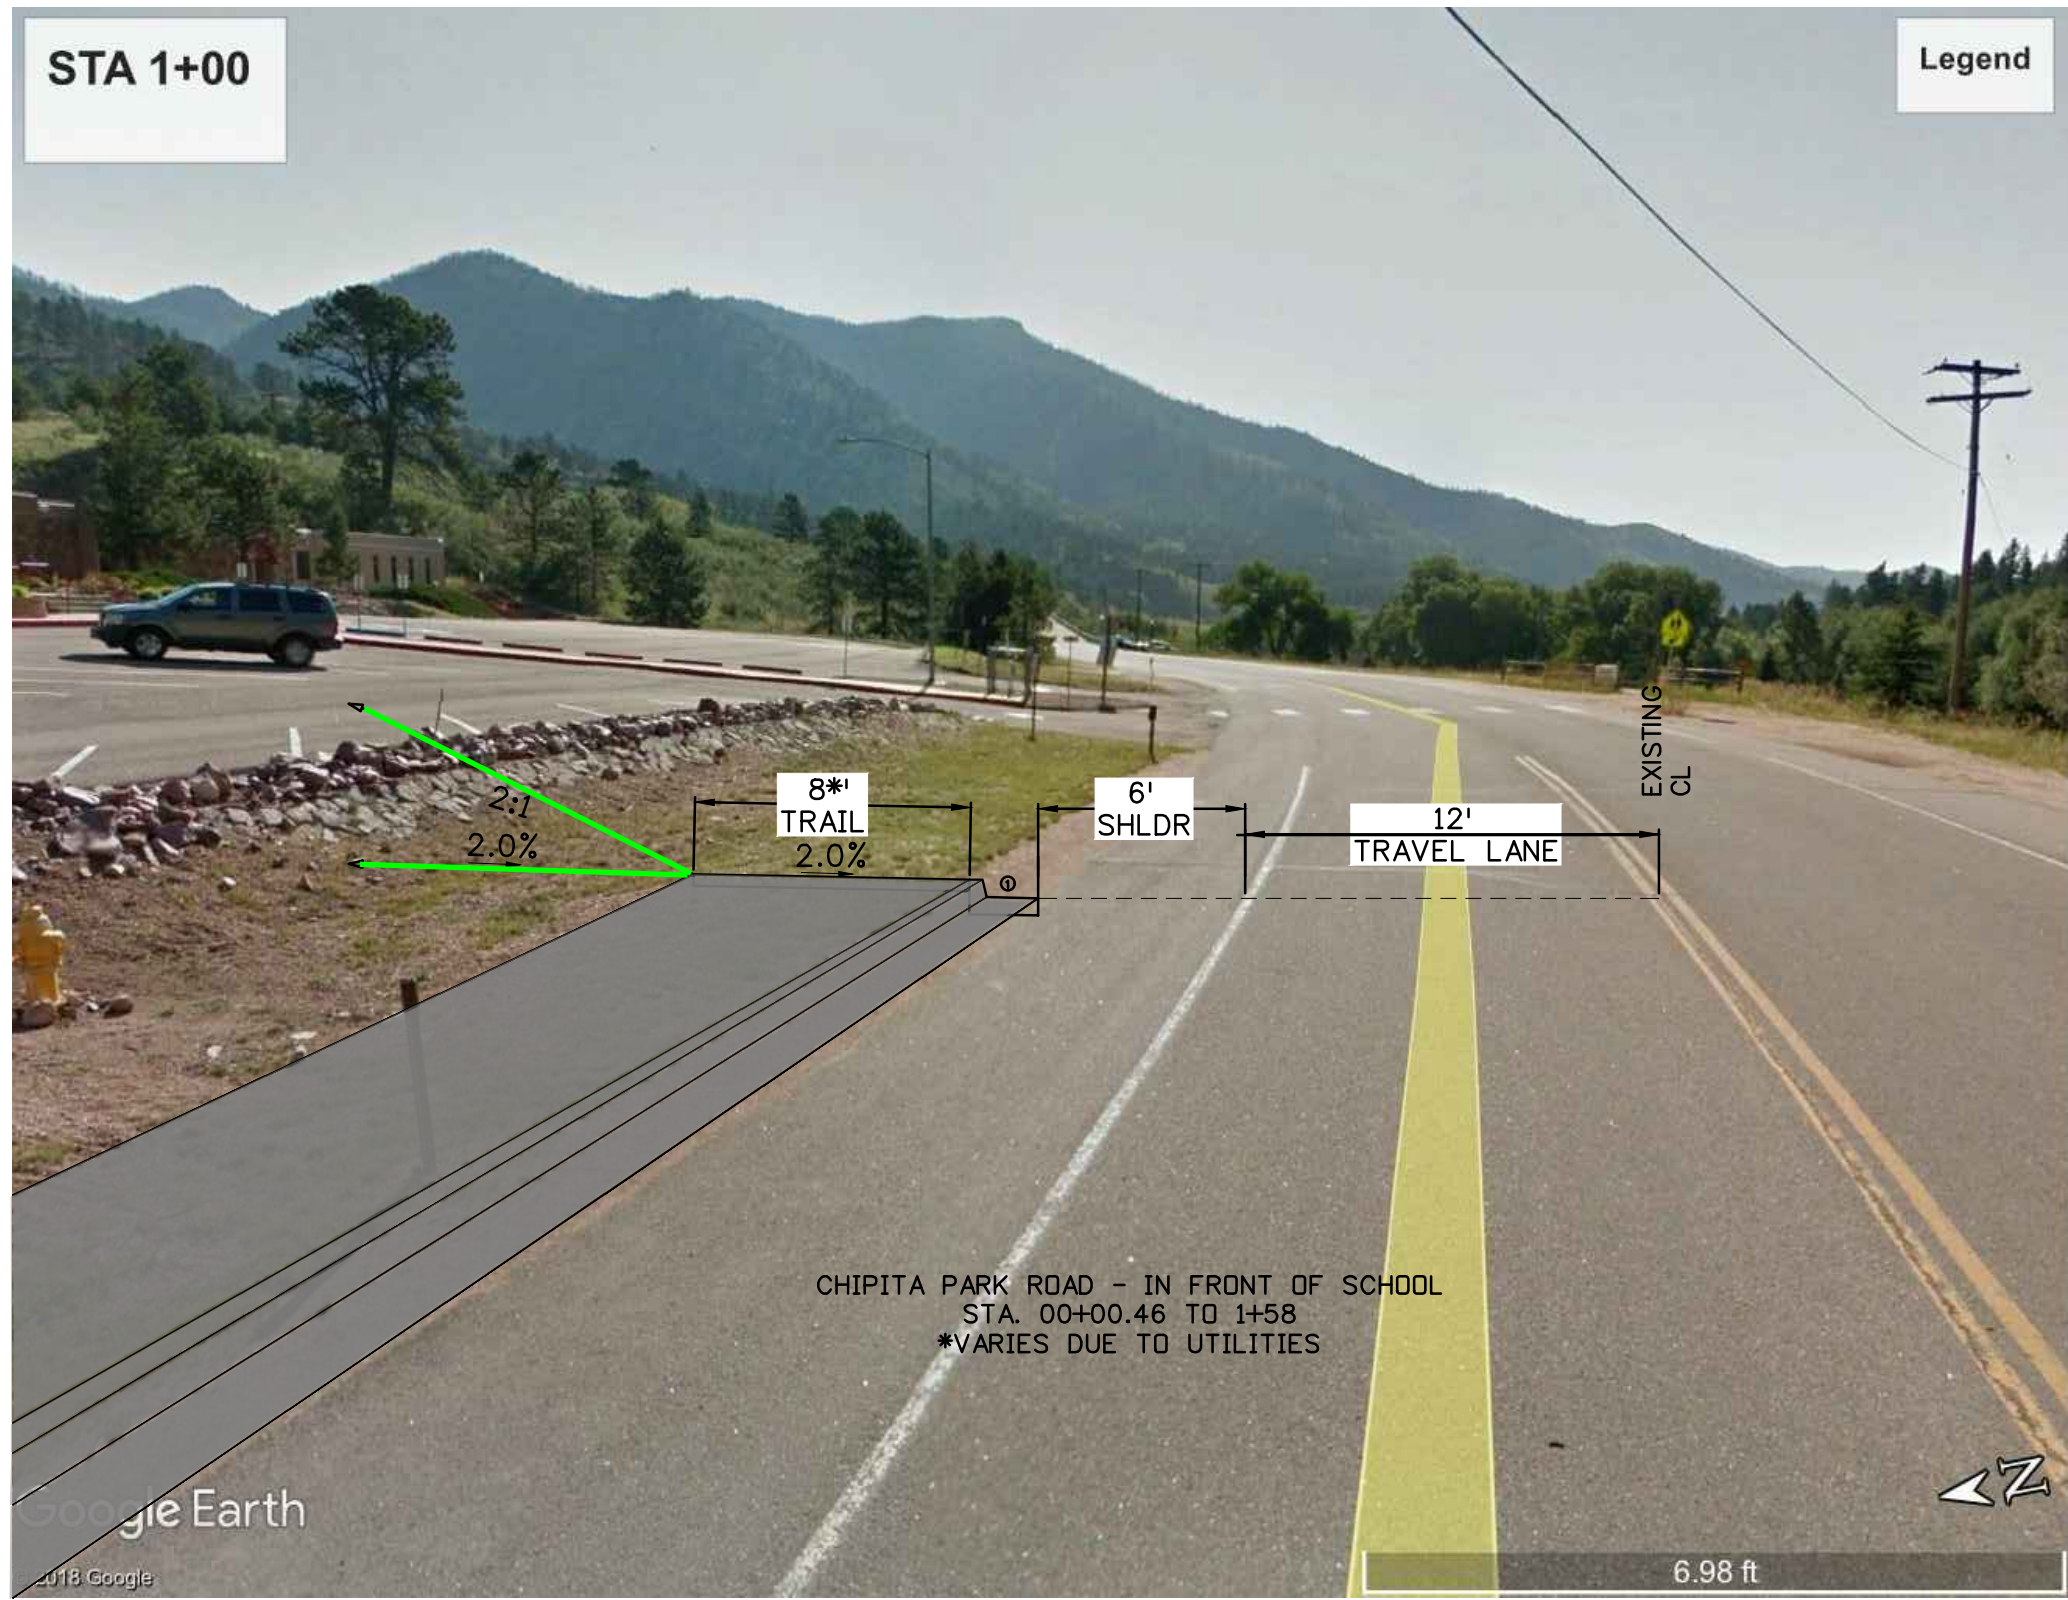 STA 1+00
Legend
EXISTING
CL
2:1
2.0%
8*'
TRAIL
2.0%
1
6'
SHLDR
12'
TRAVEL LANE
CHIPITA PARK ROAD - IN FRONT OF SCHOOL
STA. 00+00.46 TO 1+58
*VARIES DUE TO UTILITIES
N
Google Earth
2018 Google
6.98 ft